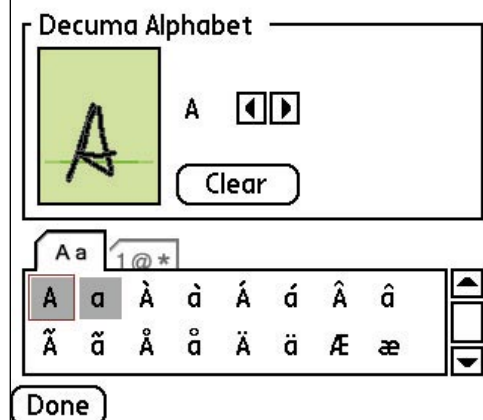 Decuma Alphabet
A
A
Clear
A a
1@*
A a À à Á á Â â
Ã ã Å å Ä ä Æ æ
Done